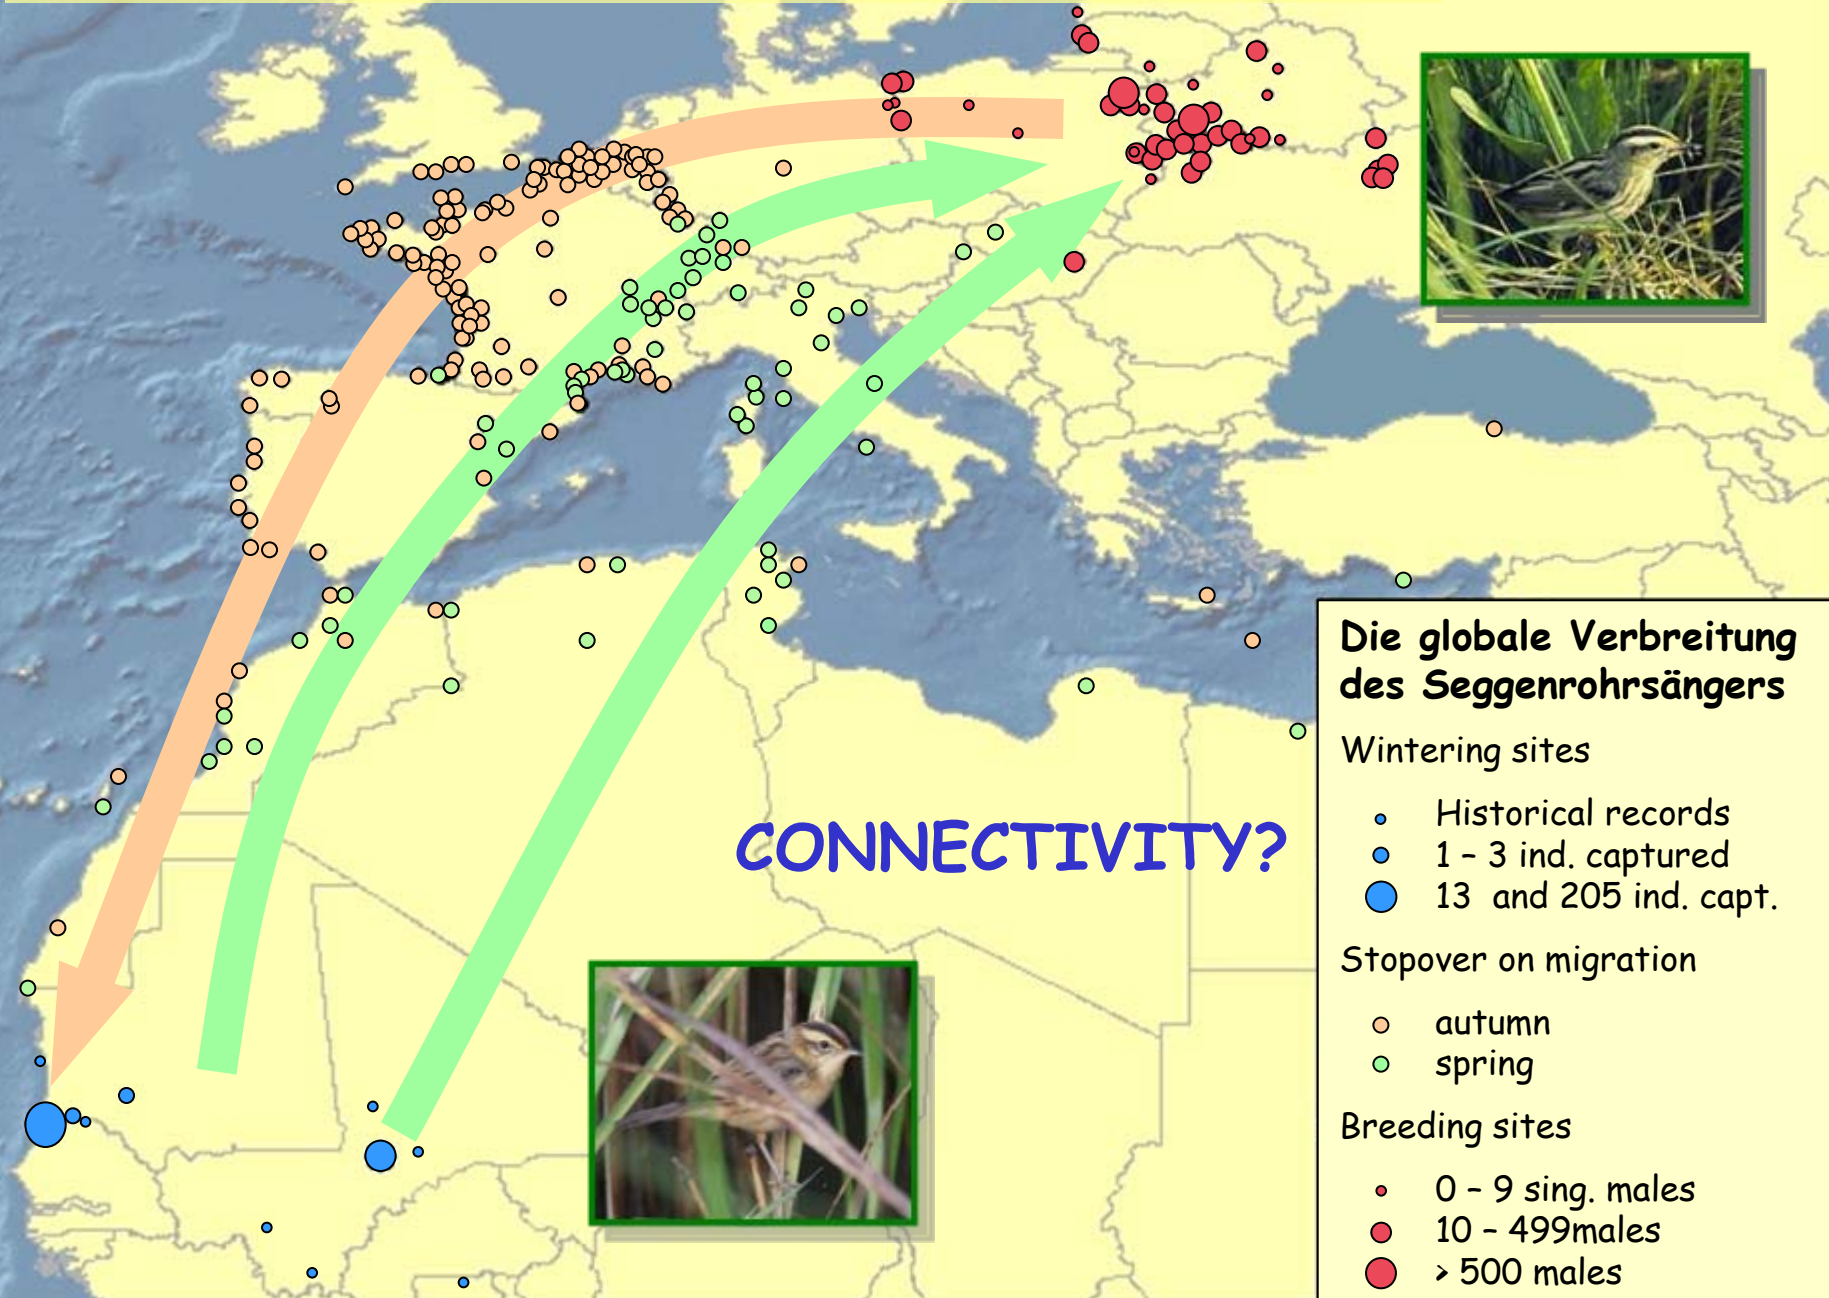 CONNECTIVITY?
Die globale Verbreitung
des Seggenrohrsängers
Wintering sites
Historical records
1 – 3 ind. captured
13 and 205 ind. capt.
Stopover on migration
autumn
spring
Breeding sites
0 – 9 sing. males
10 – 499males
> 500 males